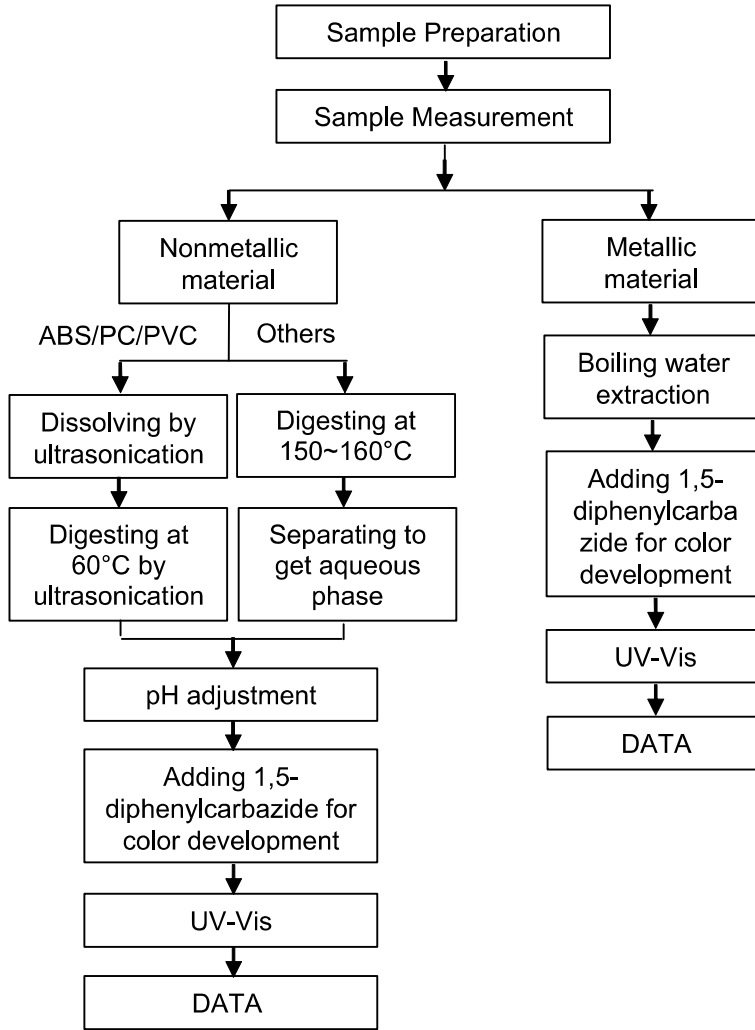 Sample Preparation
Sample Measurement
Nonmetallic
material
Metallic
material
ABS/PC/PVC
Others
Dissolving by
ultrasonication
Digesting at
150~160°C
Boiling water
extraction
Digesting at
60°C by
ultrasonication
Separating to
get aqueous
phase
Adding 1,5-
diphenylcarba
zide for color
development
pH adjustment
UV-Vis
DATA
Adding 1,5-
diphenylcarbazide for
color development
UV-Vis
DATA